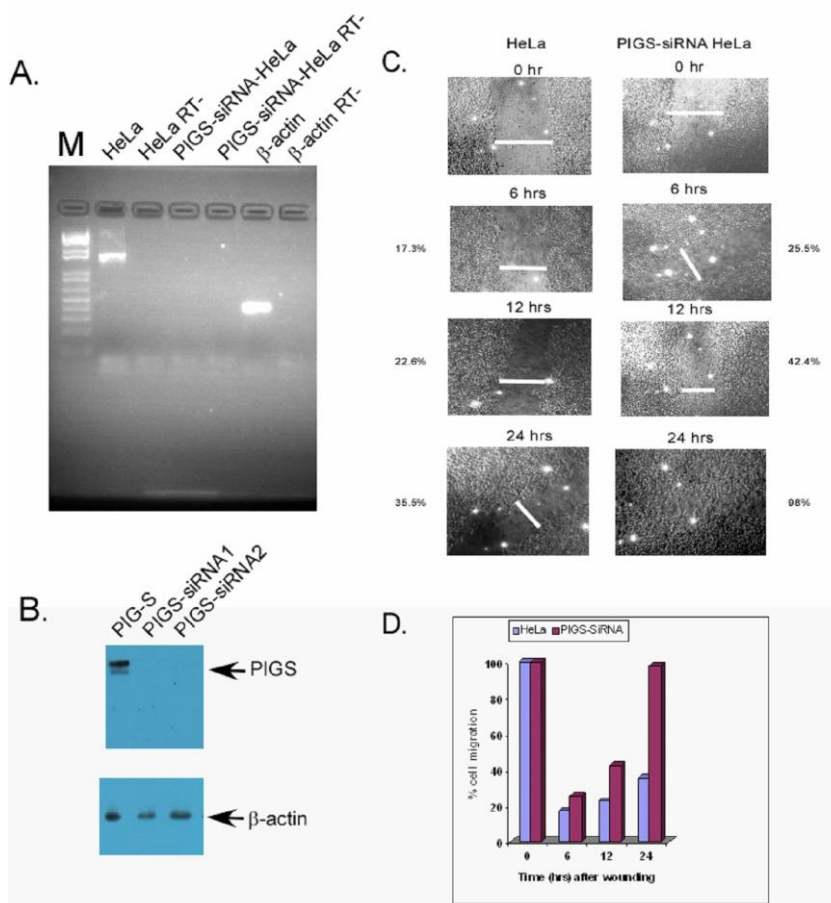 A.
M
HeLa
HeLa RT-
PIGS-siRNA-HeLa
PIGS-siRNA-HeLa RT-
β-actin
β-actin RT-
B.
PIG-S
PIGS-siRNA1
PIGS-siRNA2
PIGS
β-actin
C.
HeLa
PIGS-siRNA HeLa
0 hr
0 hr
6 hrs
6 hrs
17.3%
25.5%
12 hrs
12 hrs
22.6%
42.4%
24 hrs
24 hrs
35.5%
98%
D.
HeLa
PIGS-SiRNA
% cell migration
100
80
60
40
20
0
0
6
12
24
Time (hrs) after wounding